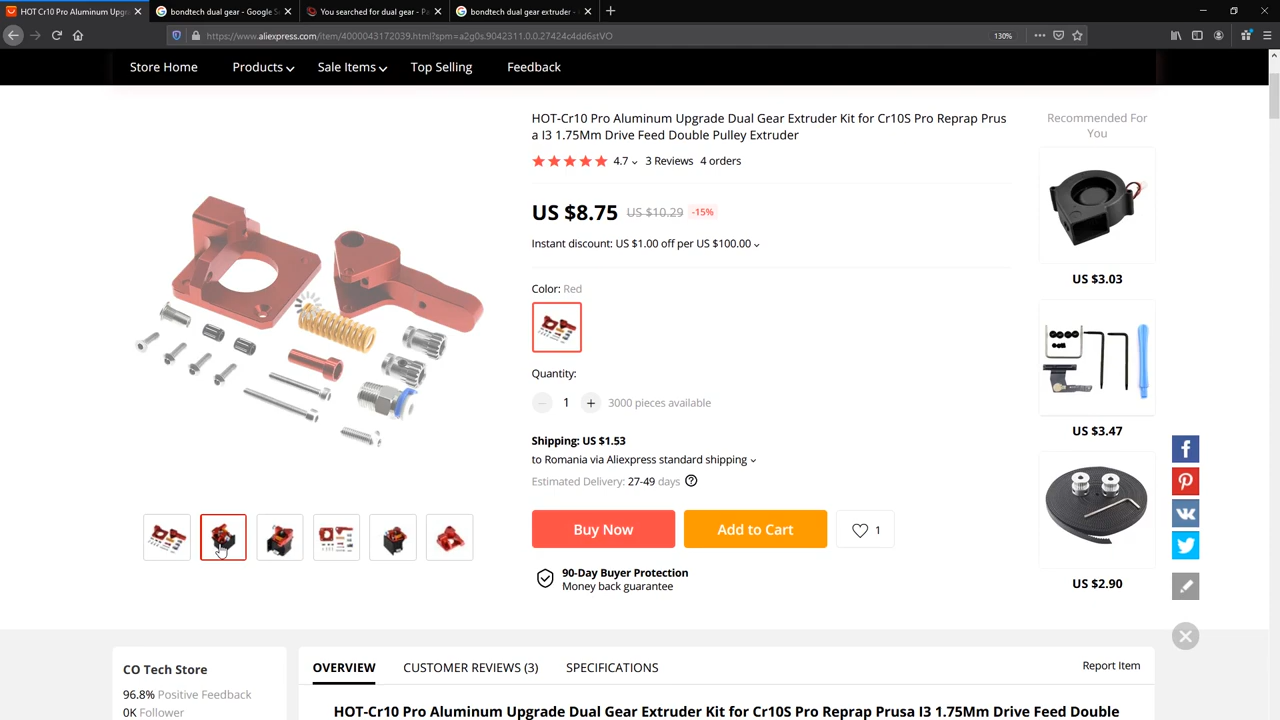 HOT Cr10 Pro Aluminum Upgra
bondtech dual gear - Google S
You searched for dual gear - P
bondtech dual gear extruder -
https://www.aliexpress.com/item/4000043172039.html?spm=a2g0s.9042311.0.0.27424c4dd6stVO
130%
Store Home
Products
Sale Items
Top Selling
Feedback
HOT-Cr10 Pro Aluminum Upgrade Dual Gear Extruder Kit for Cr10S Pro Reprap Prus
a I3 1.75Mm Drive Feed Double Pulley Extruder
4.7
3 Reviews
4 orders
US $8.75
US $10.29
-15%
Instant discount: US $1.00 off per US $100.00
Color: Red
Quantity:
1
3000 pieces available
Shipping: US $1.53
to Romania via Aliexpress standard shipping
Estimated Delivery: 27-49 days
Buy Now
Add to Cart
1
90-Day Buyer Protection
Money back guarantee
Recommended For
You
US $3.03
US $3.47
US $2.90
CO Tech Store
96.8% Positive Feedback
0K Follower
OVERVIEW
CUSTOMER REVIEWS (3)
SPECIFICATIONS
Report Item
HOT-Cr10 Pro Aluminum Upgrade Dual Gear Extruder Kit for Cr10S Pro Reprap Prusa I3 1.75Mm Drive Feed Double